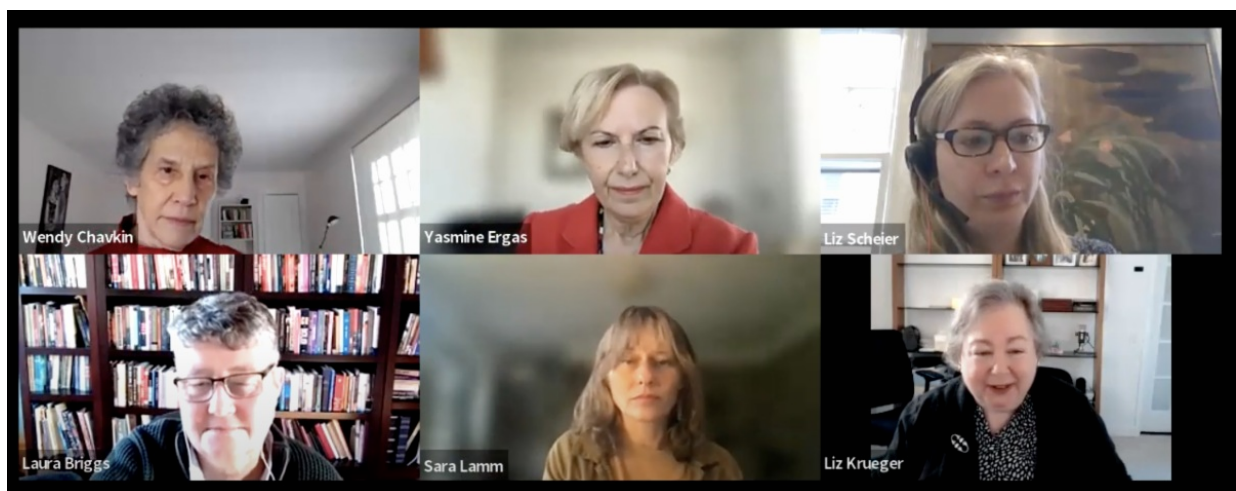 Wendy Chavkin
Yasmine Ergas
Liz Scheier
Laura Briggs
Sara Lamm
Liz Krueger